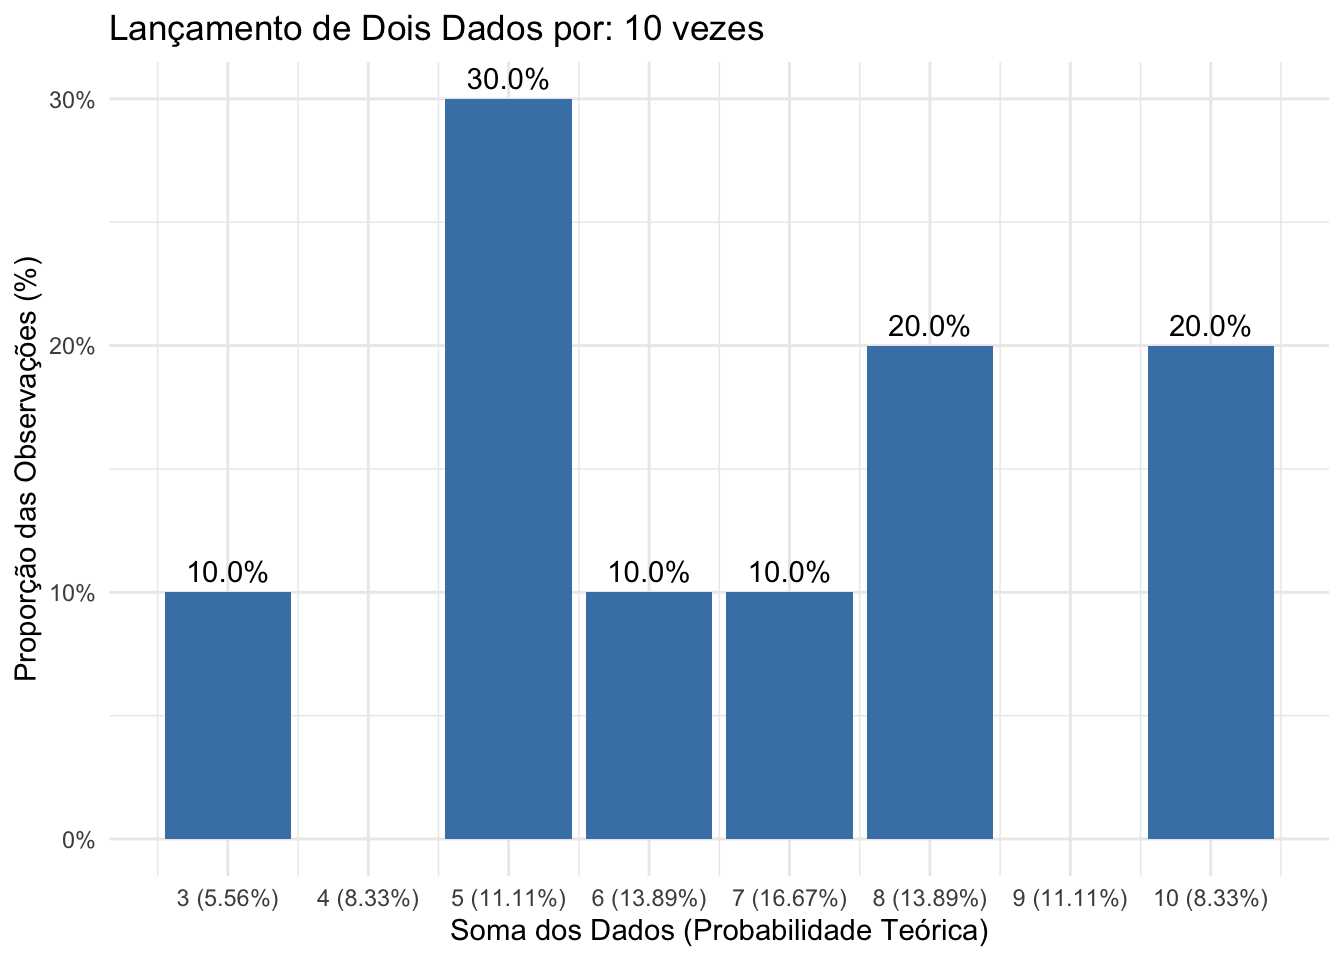 Lançamento de Dois Dados por: 10 vezes
Proporção das Observações (%)
30%
20%
10%
0%
10.0%
30.0%
10.0%
10.0%
20.0%
20.0%
3 (5.56%) 4 (8.33%) 5 (11.11%) 6 (13.89%) 7 (16.67%) 8 (13.89%) 9 (11.11%) 10 (8.33%)
Soma dos Dados (Probabilidade Teórica)